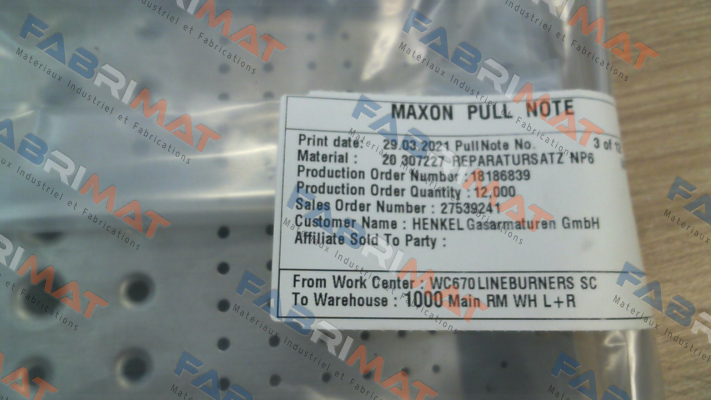 MAXON PULL NOTE
Print date: 29.03.2021 PullNote No. 3 of
Material : 20 307227 REPARATURSATZ NP6
Production Order Number : 18186839
Production Order Quantity : 12,000
Sales Order Number : 27539241
Customer Name : HENKEL Gasarmaturen GmbH
Affiliate Sold To Party :
From Work Center : WC670 LINEBURNERS SC
To Warehouse : 1000 Main RM WH L+R
FABRIMAT
Materiaux Industriel et Fabrications